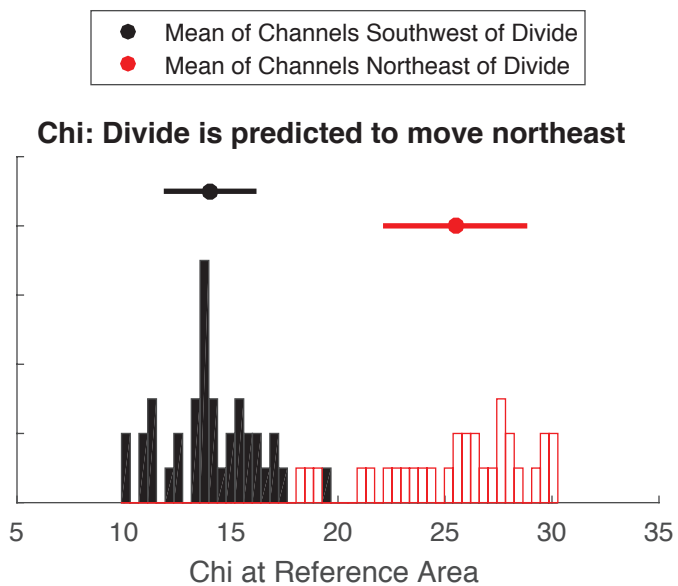 Mean of Channels Southwest of Divide
Mean of Channels Northeast of Divide
Chi: Divide is predicted to move northeast
5 10 15 20 25 30 35
Chi at Reference Area